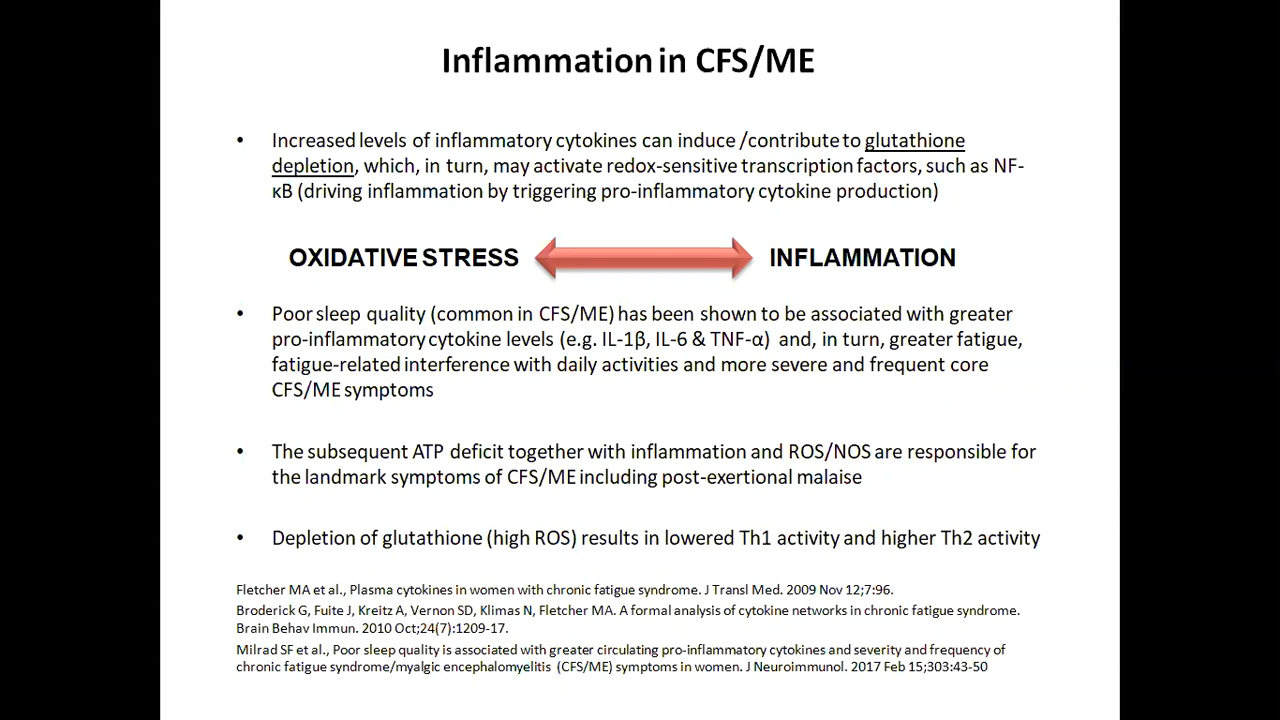 Inflammation in CFS/ME
• Increased levels of inflammatory cytokines can induce /contribute to glutathione
depletion, which, in turn, may activate redox-sensitive transcription factors, such as NF-
κB (driving inflammation by triggering pro-inflammatory cytokine production)
OXIDATIVE STRESS INFLAMMATION
• Poor sleep quality (common in CFS/ME) has been shown to be associated with greater
pro-inflammatory cytokine levels (e.g. IL-1β, IL-6 & TNF-α) and, in turn, greater fatigue,
fatigue-related interference with daily activities and more severe and frequent core
CFS/ME symptoms
• The subsequent ATP deficit together with inflammation and ROS/NOS are responsible for
the landmark symptoms of CFS/ME including post-exertional malaise
• Depletion of glutathione (high ROS) results in lowered Th1 activity and higher Th2 activity
Fletcher MA et al., Plasma cytokines in women with chronic fatigue syndrome. J Transl Med. 2009 Nov 12;7:96.
Broderick G, Fuite J, Kreitz A, Vernon SD, Klimas N, Fletcher MA. A formal analysis of cytokine networks in chronic fatigue syndrome.
Brain Behav Immun. 2010 Oct;24(7):1209-17.
Milrad SF et al., Poor sleep quality is associated with greater circulating pro-inflammatory cytokines and severity and frequency of
chronic fatigue syndrome/myalgic encephalomyelitis (CFS/ME) symptoms in women. J Neuroimmunol. 2017 Feb 15;303:43-50